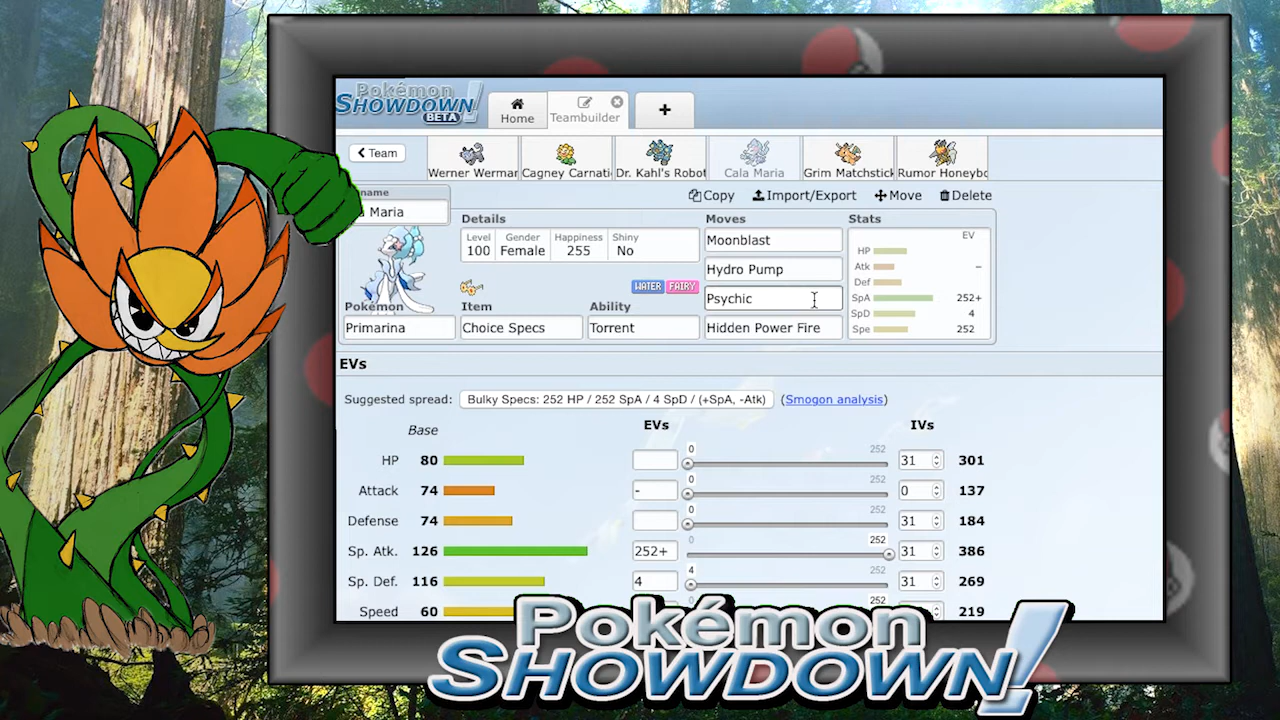 Pokémon
SHOWDOWN!
BETA
Home
Teambuilder
+
Team
Werner Werman
Cagney Carnati
Dr. Kahl's Robot
Cala Maria
Grim Matchstick
Rumor Honeybo
Copy
Import/Export
Move
Delete
name
Maria
Details
Moves
Stats
Level
Gender
Happiness
Shiny
100
Female
255
No
WATER
FAIRY
Pokémon
Item
Ability
Primarina
Choice Specs
Torrent
Moonblast
Hydro Pump
Psychic
Hidden Power Fire
EV
HP
Atk –
Def
SpA 252+
SpD 4
Spe 252
EVs
Suggested spread: Bulky Specs: 252 HP / 252 SpA / 4 SpD / (+SpA, -Atk) (Smogon analysis)
Base EVs IVs
HP 80 0 252 31 301
Attack 74 - 0 252 0 137
Defense 74 0 252 31 184
Sp. Atk. 126 252+ 0 252 31 386
Sp. Def. 116 4 4 252 31 269
Speed 60 0 252 219
Pokémon
SHOWDOWN!